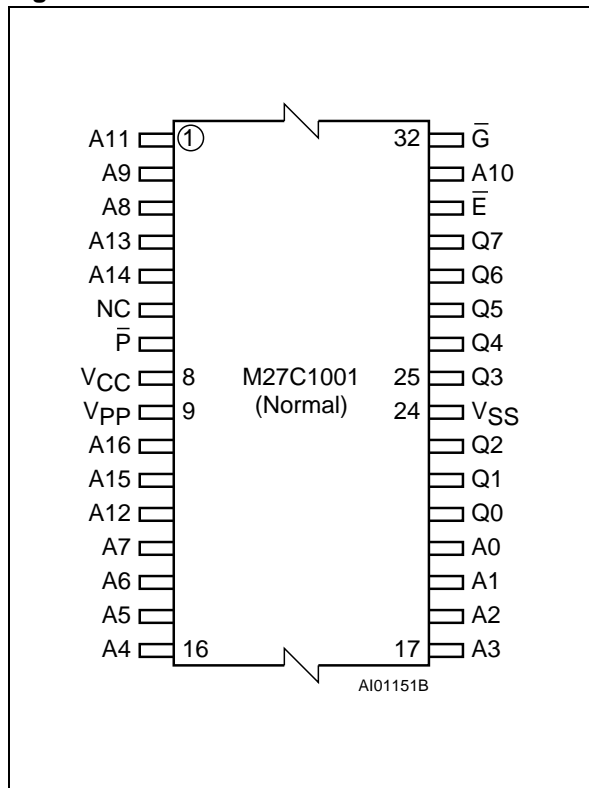 A11 1 32 G̅
A9 A10
A8 E̅
A13 Q7
A14 Q6
NC Q5
P̅ Q4
VCC 8 M27C1001 25 Q3
VPP 9 (Normal) 24 VSS
A16 Q2
A15 Q1
A12 Q0
A7 A0
A6 A1
A5 A2
A4 16 17 A3
AI01151B